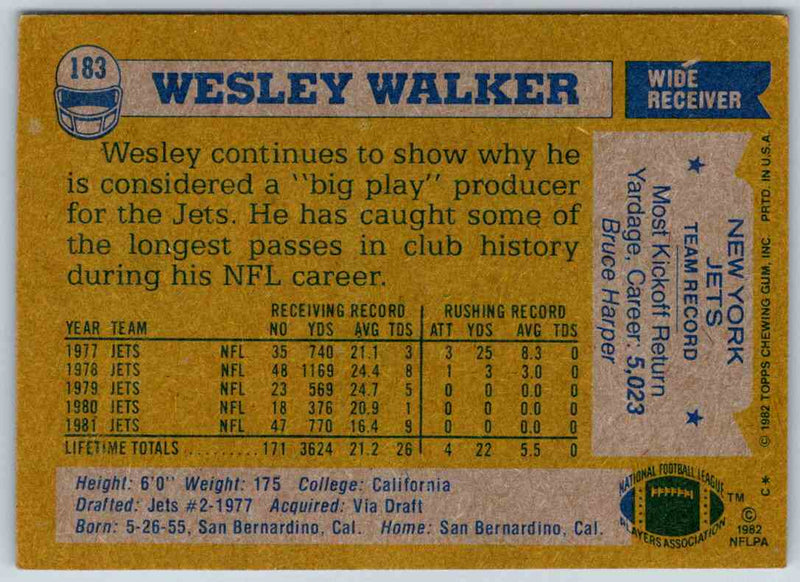 183
WESLEY WALKER
WIDE
RECEIVER
Wesley continues to show why he
is considered a "big play" producer
for the Jets. He has caught some of
the longest passes in club history
during his NFL career.
RECEIVING RECORD RUSHING RECORD
YEAR TEAM NO YDS AVG TDS ATT YDS AVG TDS
1977 JETS NFL 35 740 21.1 3 3 25 8.3 0
1978 JETS NFL 48 1169 24.4 8 1 3 3.0 0
1979 JETS NFL 23 569 24.7 5 0 0 0.0 0
1980 JETS NFL 18 376 20.9 1 0 0 0.0 0
1981 JETS NFL 47 770 16.4 9 0 0 0.0 0
LIFETIME TOTALS .......... 171 3624 21.2 26 4 22 5.5 0
Height: 6'0" Weight: 175 College: California
Drafted: Jets #2-1977 Acquired: Via Draft
Born: 5-26-55, San Bernardino, Cal. Home: San Bernardino, Cal.
NEW YORK
JETS
TEAM RECORD
Most Kickoff Return
Yardage, Career: 5,023
Bruce Harper
© 1982 TOPPS CHEWING GUM, INC. PRTD. IN U.S.A.
C*
NATIONAL FOOTBALL LEAGUE
PLAYERS ASSOCIATION
TM
©
1982
NFLPA